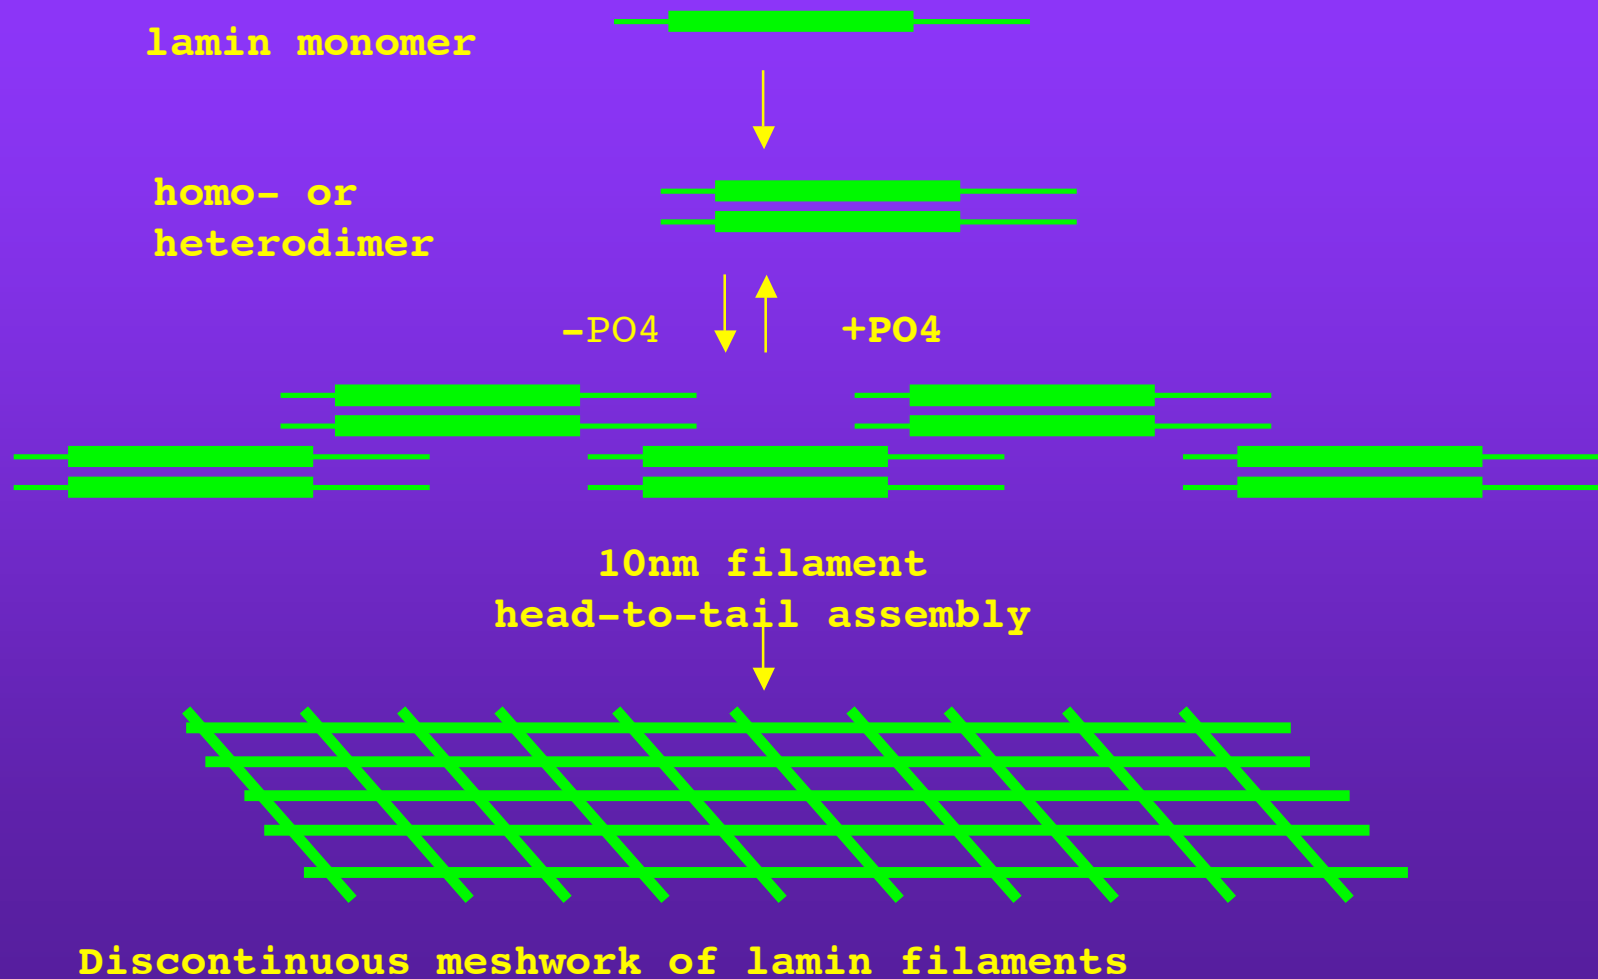 lamin monomer
homo- or
heterodimer
-PO4 +PO4
10nm filament
head-to-tail assembly
Discontinuous meshwork of lamin filaments